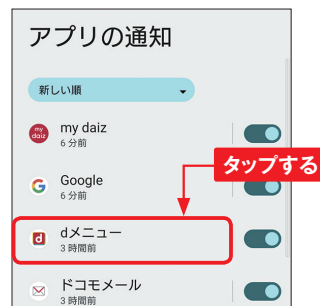 アプリの通知
新しい順
my daiz
my daiz
6 分前
タップする
G Google
6 分前
d dメニュー
3 時間前
ドコモメール
3 時間前